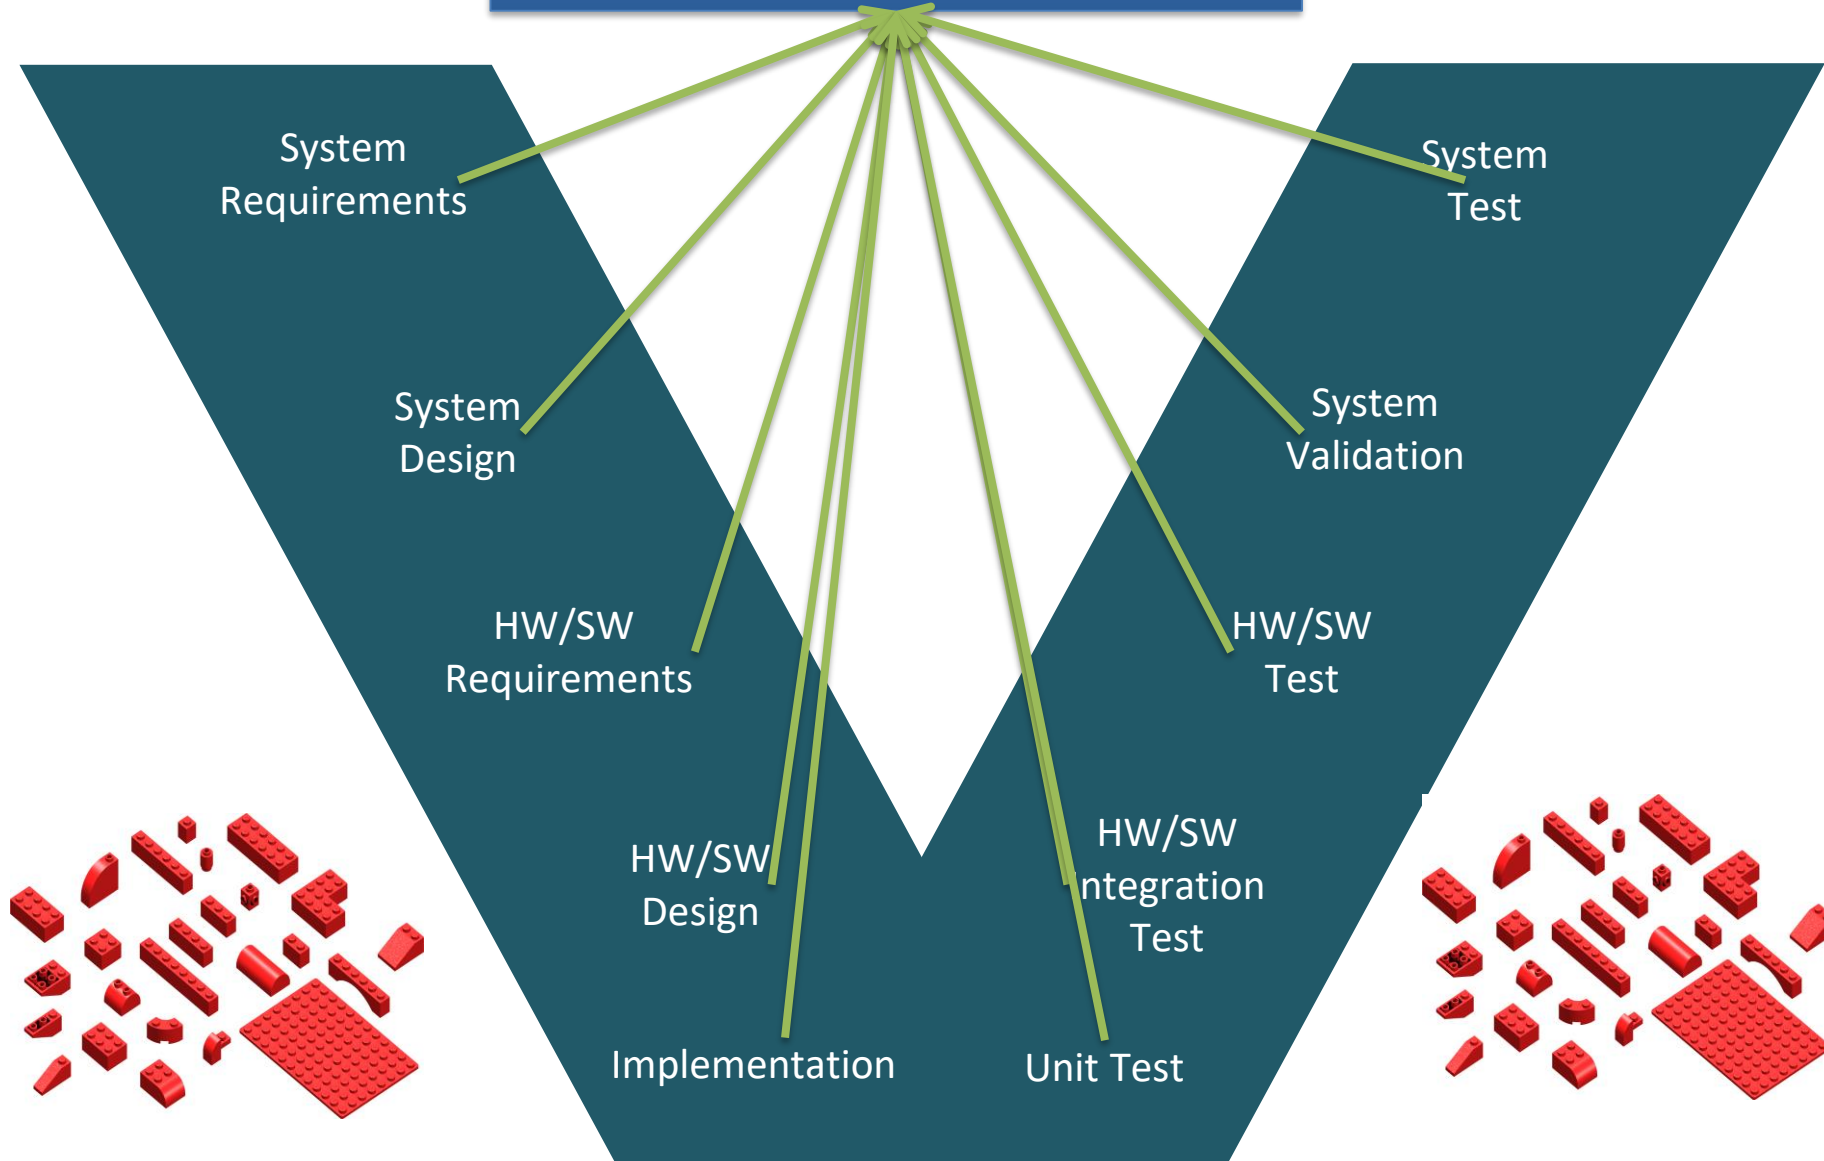 System
Requirements
System
Design
HW/SW
Requirements
HW/SW
Design
Implementation
System
Test
System
Validation
HW/SW
Test
HW/SW
Integration
Test
Unit Test